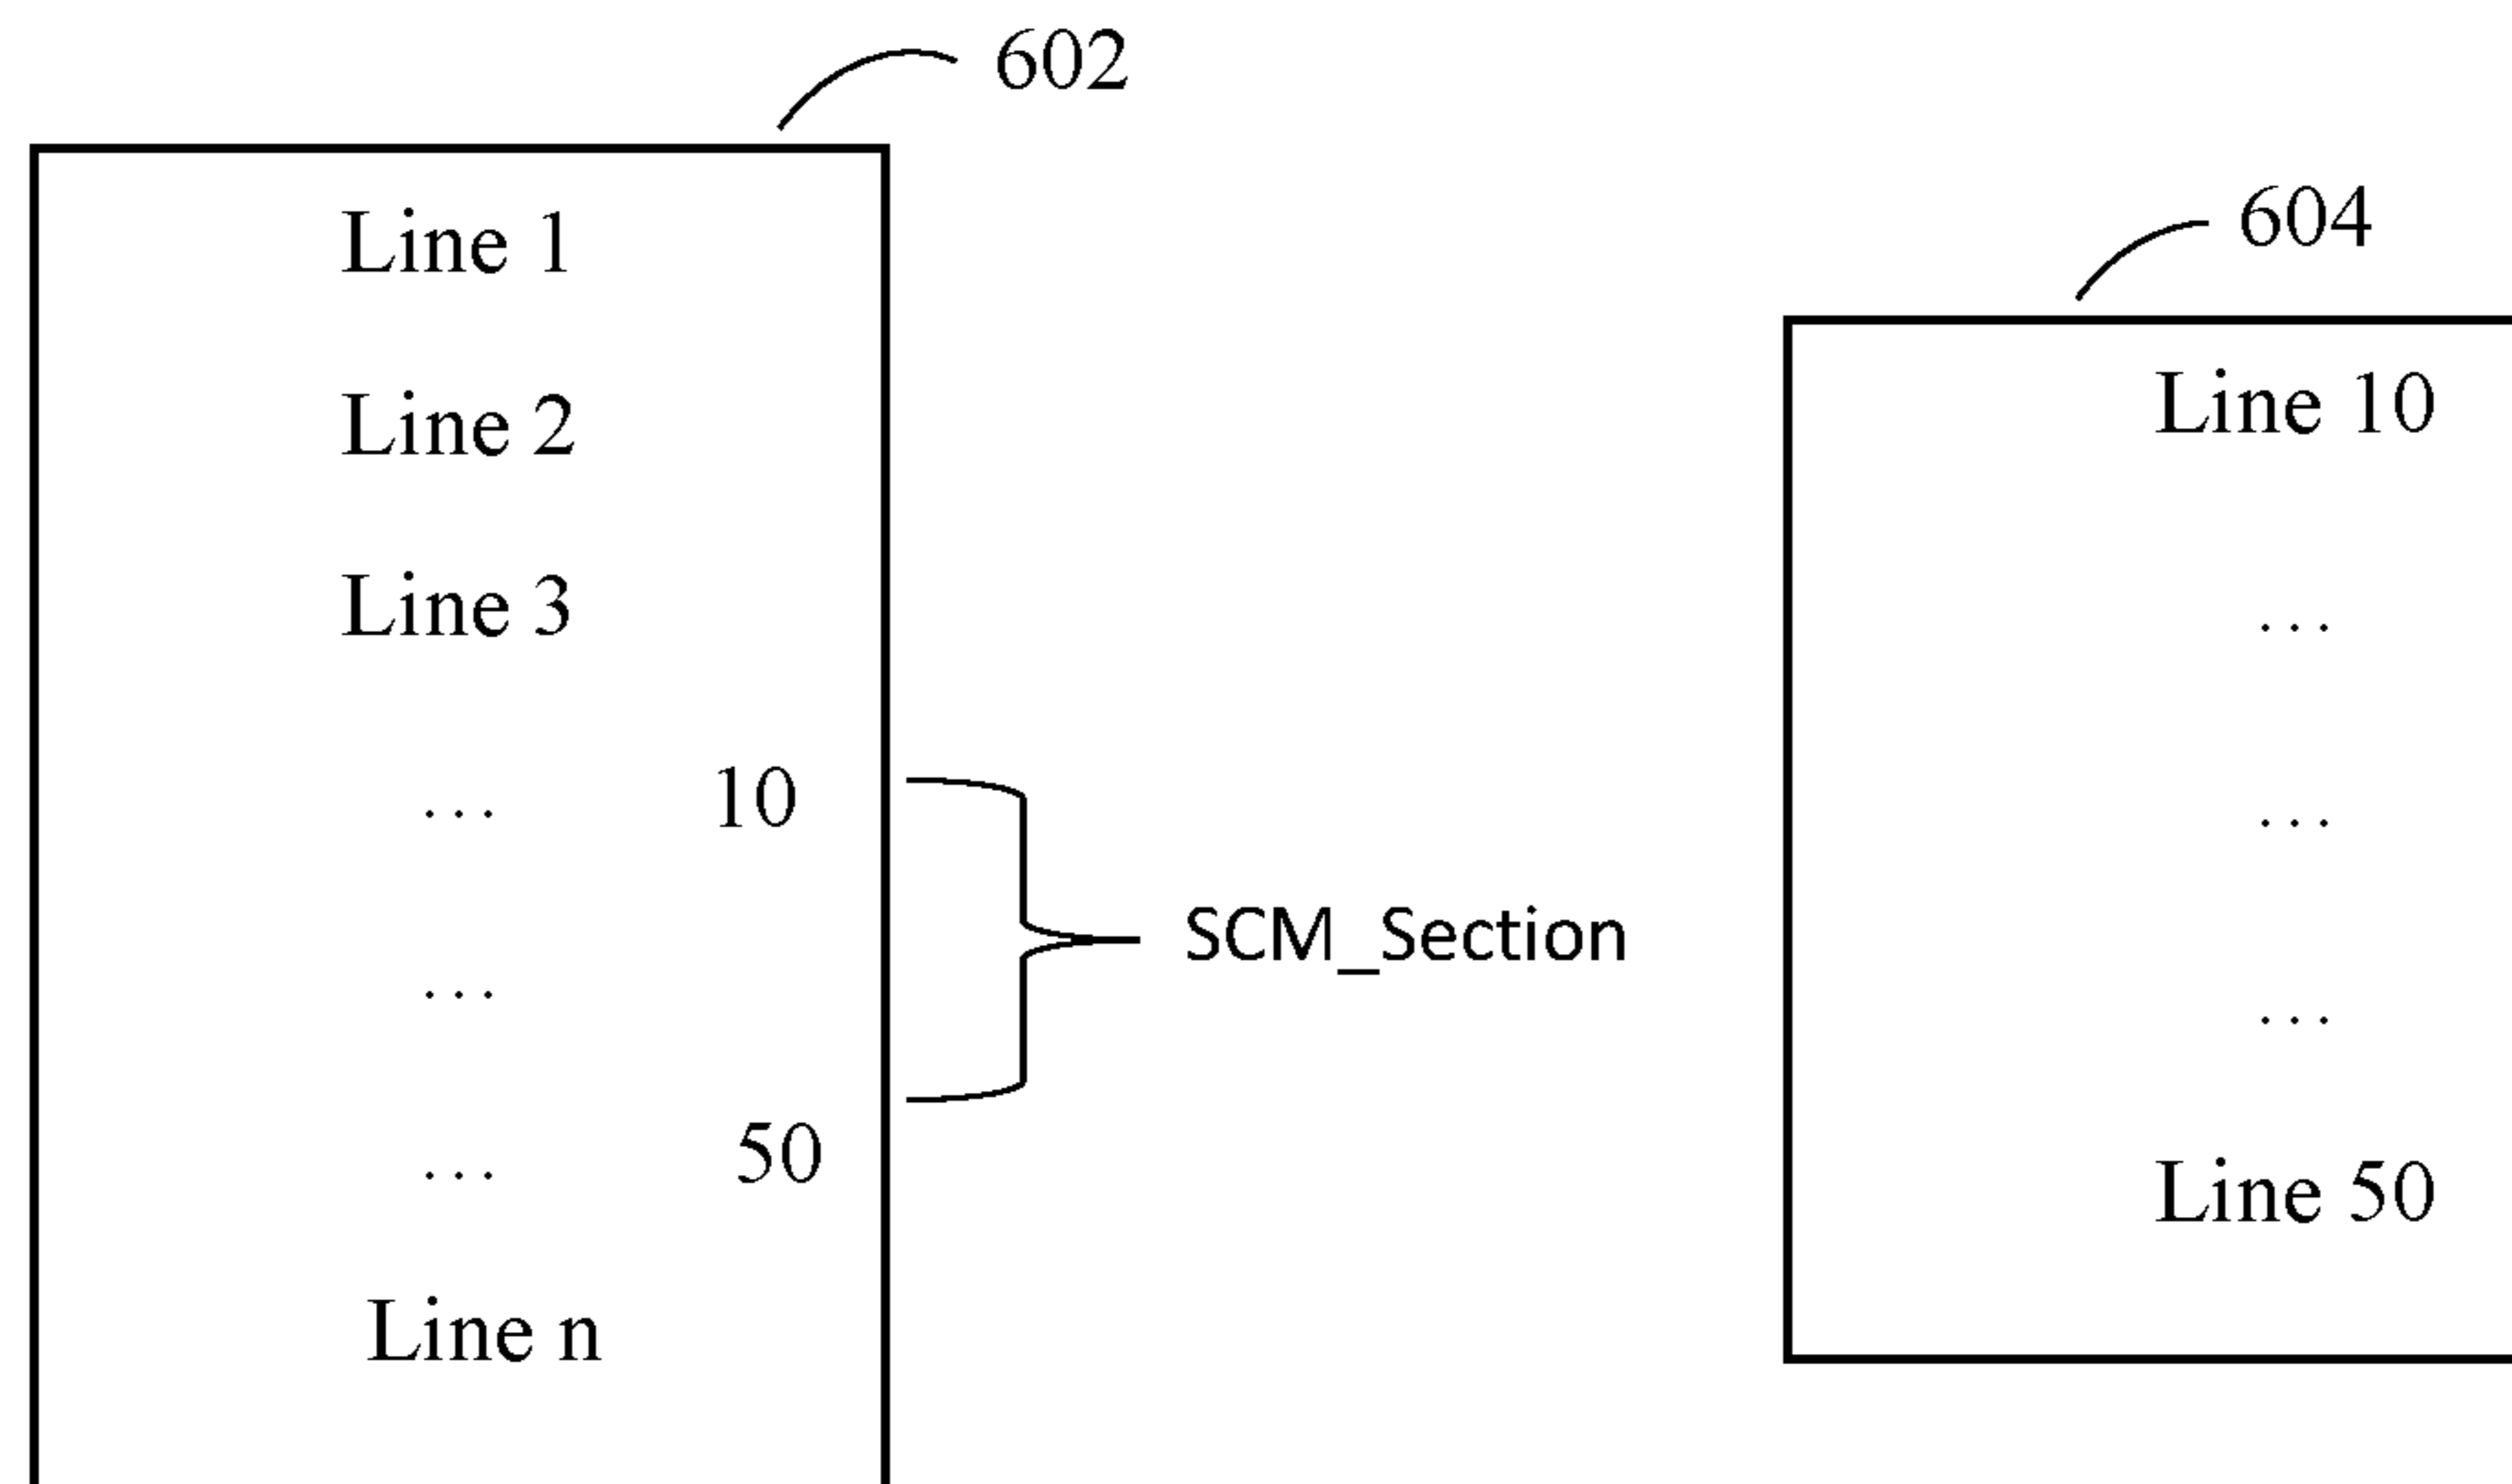 602
Line 1
Line 2
Line 3
... 10
...
... 50
Line n
SCM_Section
604
Line 10
...
...
...
Line 50